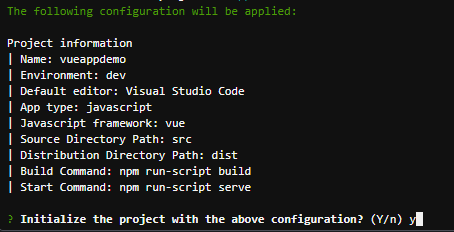 The following configuration will be applied:
Project information
| Name: vueappdemo
| Environment: dev
| Default editor: Visual Studio Code
| App type: javascript
| Javascript framework: vue
| Source Directory Path: src
| Distribution Directory Path: dist
| Build Command: npm run-script build
| Start Command: npm run-script serve
? Initialize the project with the above configuration? (Y/n) y